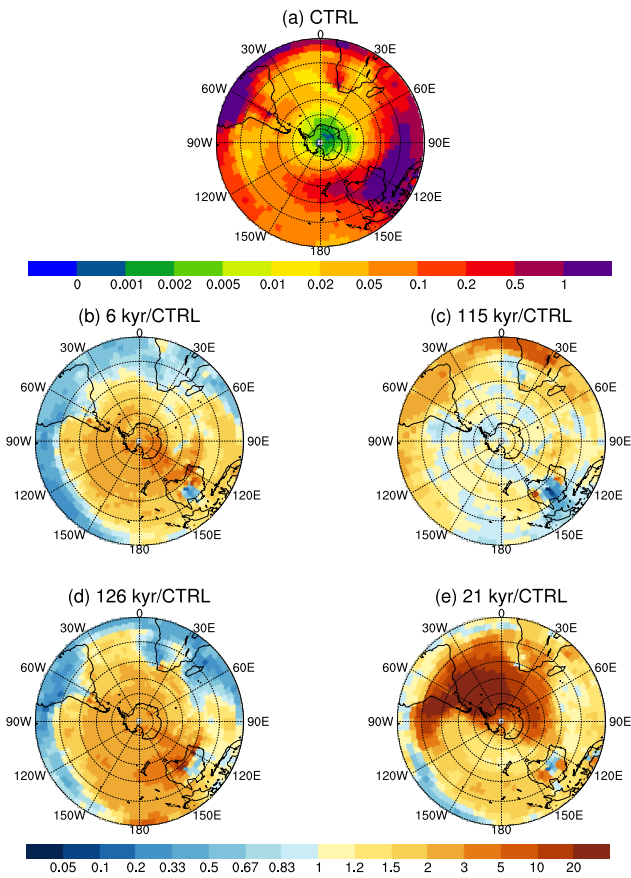 (a) CTRL
0
30W 30E
60W 60E
90W 90E
120W 120E
150W 150E
180
0 0.001 0.002 0.005 0.01 0.02 0.05 0.1 0.2 0.5 1
(b) 6 kyr/CTRL (c) 115 kyr/CTRL
0 0
30W 30E 30W 30E
60W 60E 60W 60E
90W 90E 90W 90E
120W 120E 120W 120E
150W 150E 150W 150E
180 180
(d) 126 kyr/CTRL (e) 21 kyr/CTRL
0 0
30W 30E 30W 30E
60W 60E 60W 60E
90W 90E 90W 90E
120W 120E 120W 120E
150W 150E 150W 150E
180 180
0.05 0.1 0.2 0.33 0.5 0.67 0.83 1 1.2 1.5 2 3 5 10 20